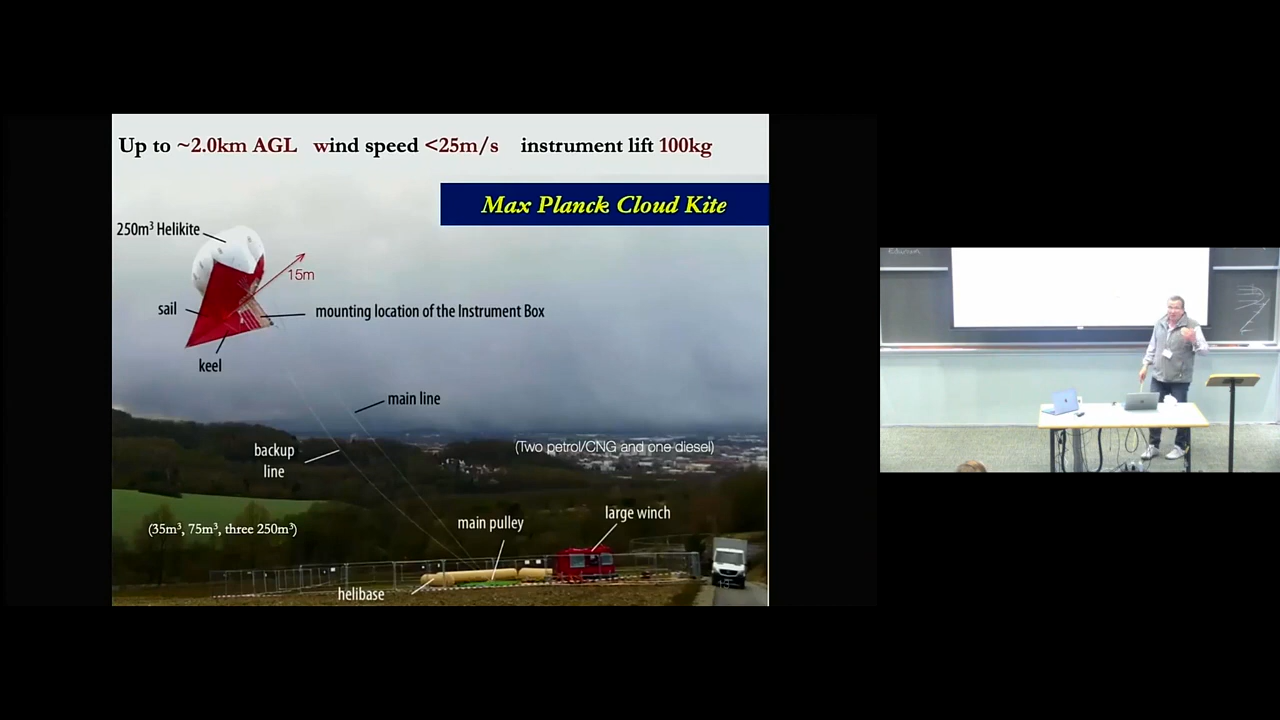 Up to ~2.0km AGL wind speed <25m/s instrument lift 100kg
Max Planck Cloud Kite
250m³ Helikite
15m
sail
mounting location of the Instrument Box
keel
main line
backup
line
(Two petrol/CNG and one diesel)
large winch
main pulley
(35m³, 75m³, three 250m³)
helibase